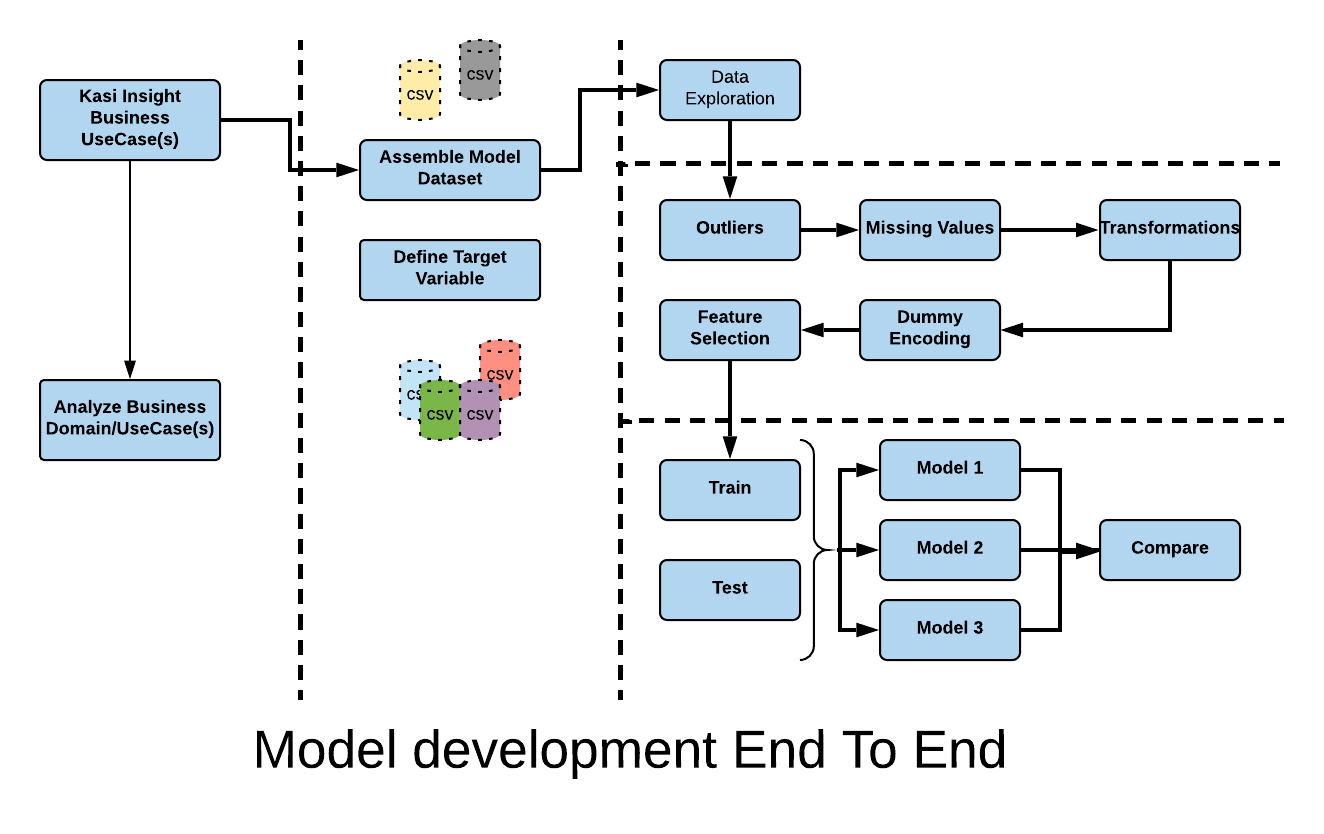 Kasi Insight
Business
UseCase(s)
Analyze Business
Domain/UseCase(s)
CSV
CSV
Assemble Model
Dataset
Define Target
Variable
CSV
CS
CSV
CSV
Data
Exploration
Outliers
Missing Values
Transformations
Feature
Selection
Dummy
Encoding
Train
Test
Model 1
Model 2
Model 3
Compare
Model development End To End